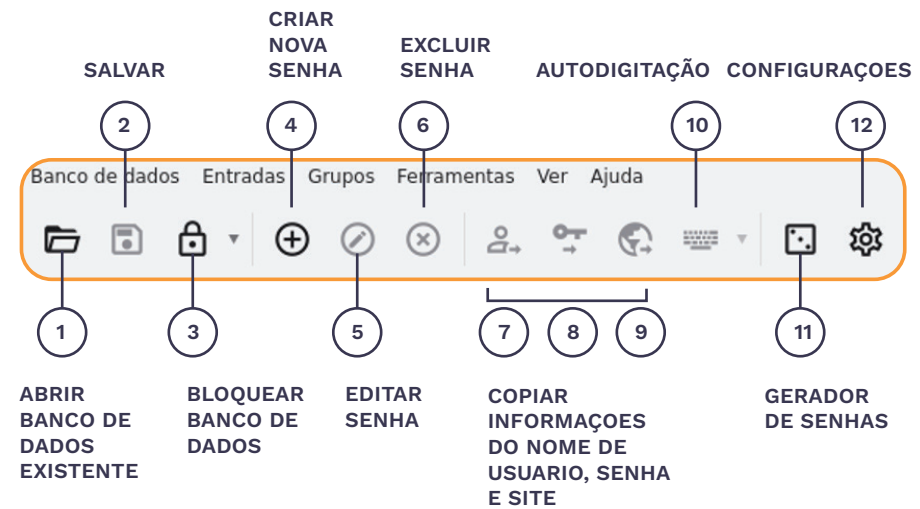 CRIAR
NOVA
SENHA
EXCLUIR
SENHA
SALVAR
AUTODIGITAÇÃO
CONFIGURAÇOES
2
4
6
10
12
Banco de dados Entradas Grupos Ferramentas Ver Ajuda
1
3
5
7
8
9
11
ABRIR
BANCO DE
DADOS
EXISTENTE
BLOQUEAR
BANCO DE
DADOS
EDITAR
SENHA
COPIAR
INFORMAÇOES
DO NOME DE
USUARIO, SENHA
E SITE
GERADOR
DE SENHAS